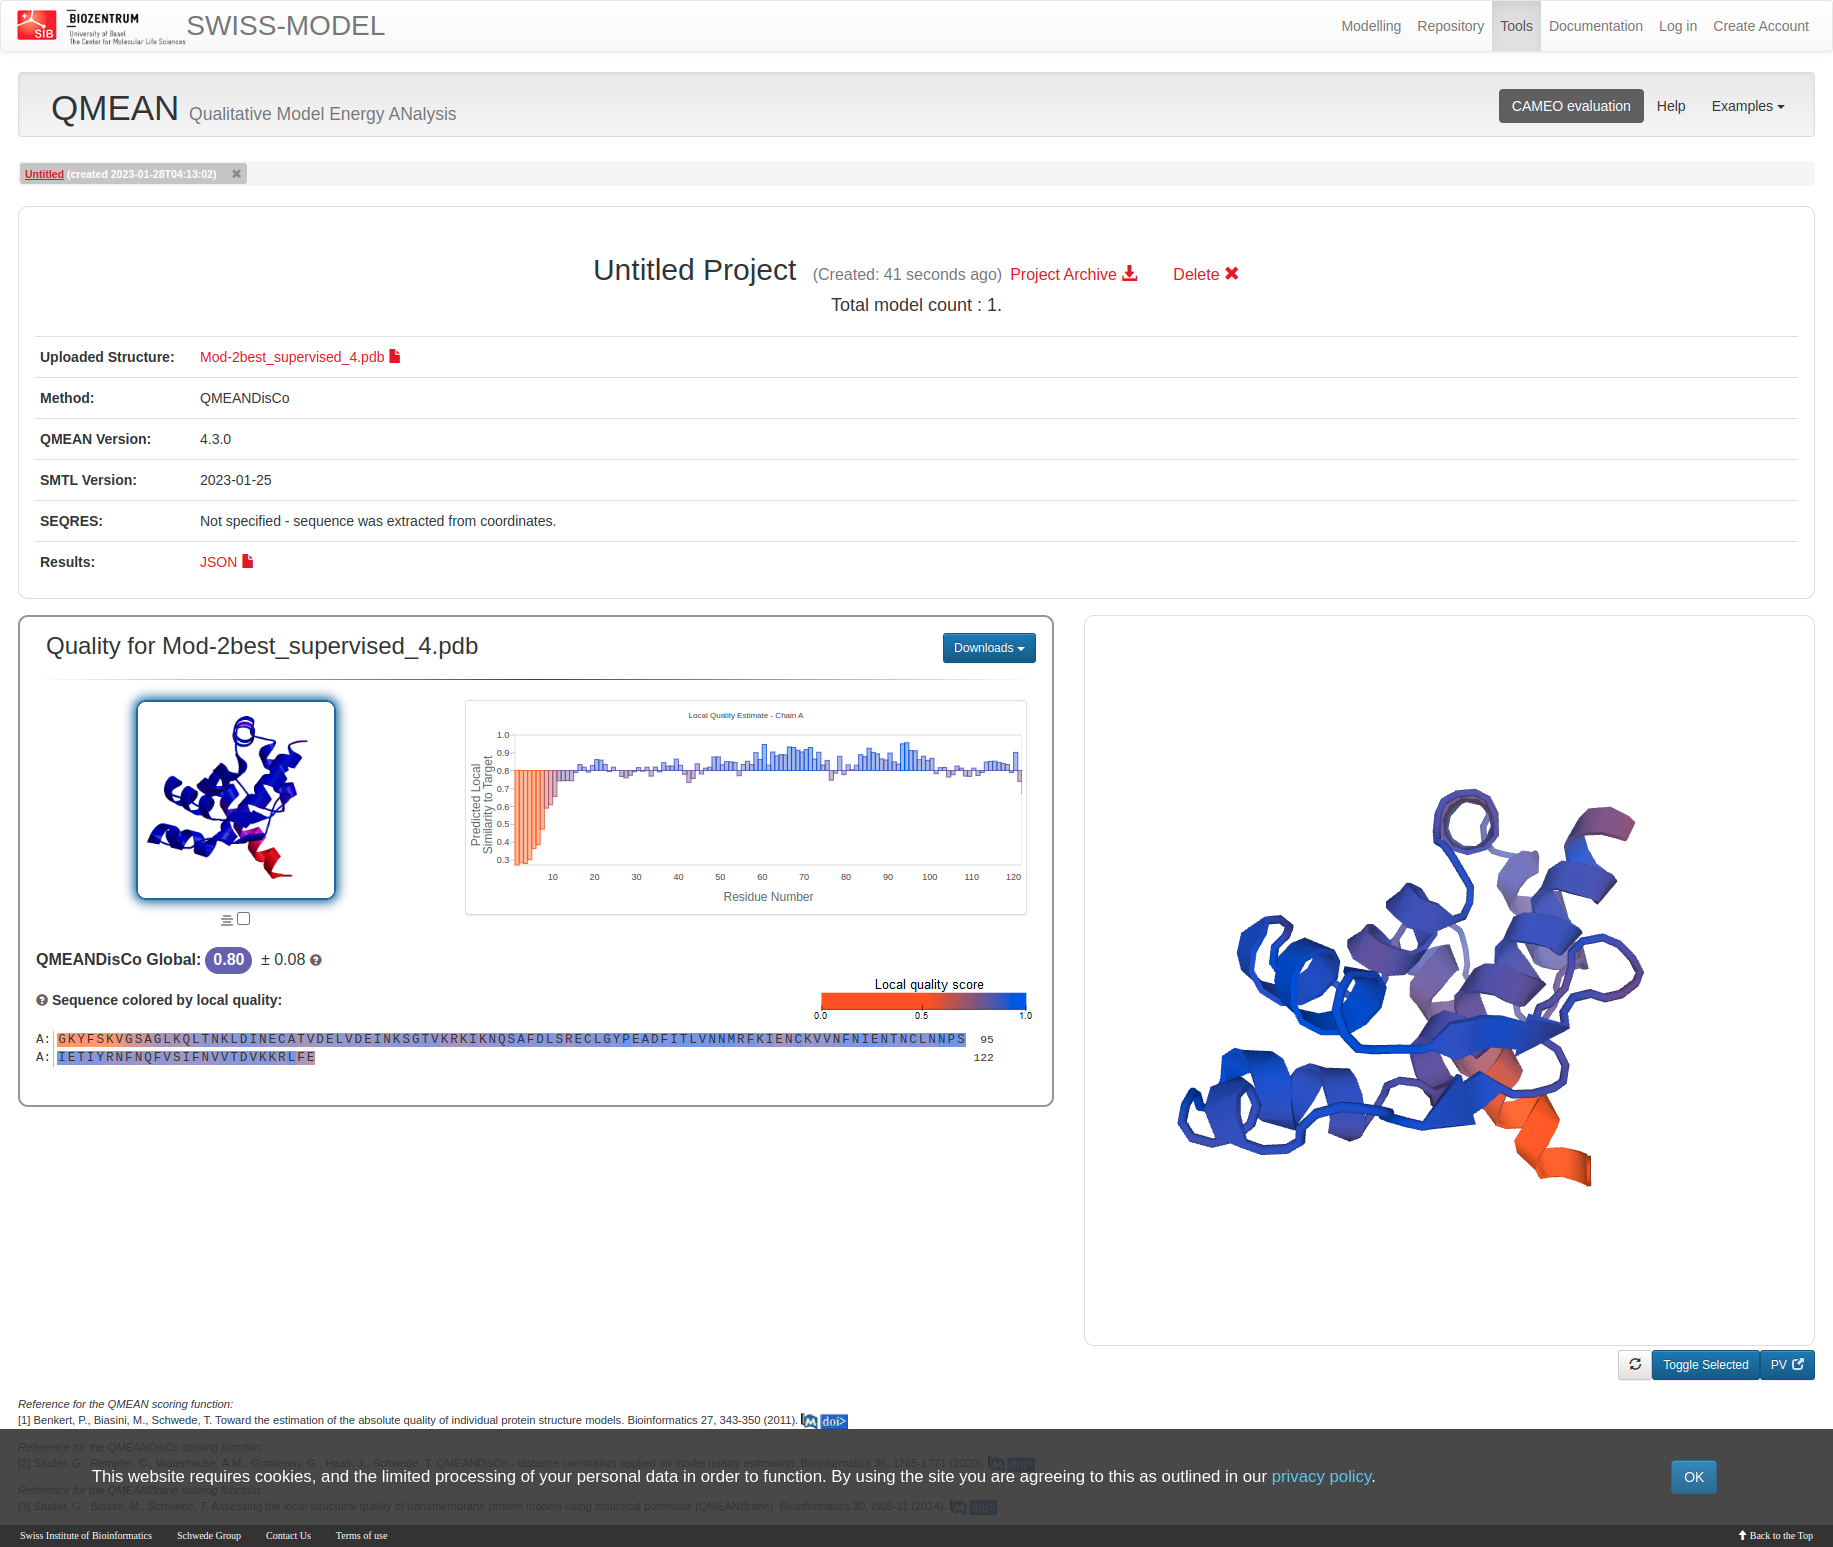 SIB
BIOZENTRUM
University of Basel
The Center for Molecular Life Sciences
SWISS-MODEL
Modelling Repository Tools Documentation Log in Create Account
QMEAN Qualitative Model Energy ANalysis
CAMEO evaluation Help Examples
Untitled (created 2023-01-28T04:13:02)
Untitled Project (Created: 41 seconds ago) Project Archive Delete
Total model count : 1.
Uploaded Structure: Mod-2best_supervised_4.pdb
Method: QMEANDisCo
QMEAN Version: 4.3.0
SMTL Version: 2023-01-25
SEQRES: Not specified - sequence was extracted from coordinates.
Results: JSON
Quality for Mod-2best_supervised_4.pdb
Downloads
Local Quality Estimate - Chain A
Predicted Local
Similarity to Target
1.0
0.9
0.8
0.7
0.6
0.5
0.4
0.3
10 20 30 40 50 60 70 80 90 100 110 120
Residue Number
QMEANDisCo Global: 0.80 ± 0.08
Sequence colored by local quality:
Local quality score
0.0 0.5 1.0
A: GKYFSKVGSAGLKQLTNKLDINECATVDELVDEINKSGTVKRKIKNQSAFDLSRECLGYPEADFITLVNNMRFKIENCKVVNFNIENTNCLNNPS 95
A: IETIYRNFNQFVSIFNVVTDVKKRLFE 122
Toggle Selected PV
Reference for the QMEAN scoring function:
[1] Benkert, P., Biasini, M., Schwede, T. Toward the estimation of the absolute quality of individual protein structure models. Bioinformatics 27, 343-350 (2011). M doi>
Reference for the QMEANDisCo scoring function:
[2] Studer, G., Rempfer, C., Waterhouse, A.M., Gumienny, G., Haas, J., Schwede, T. QMEANDisCo - distance constraints applied on model quality estimation. Bioinformatics 36, 1765-1771 (2020). M doi>
This website requires cookies, and the limited processing of your personal data in order to function. By using the site you are agreeing to this as outlined in our privacy policy.
OK
Reference for the QMEANBrane scoring function:
[3] Studer, G., Biasini, M., Schwede, T. Assessing the local structural quality of transmembrane protein models using statistical potentials (QMEANBrane). Bioinformatics 30, i505-11 (2014). M doi>
Swiss Institute of Bioinformatics Schwede Group Contact Us Terms of use
Back to the Top